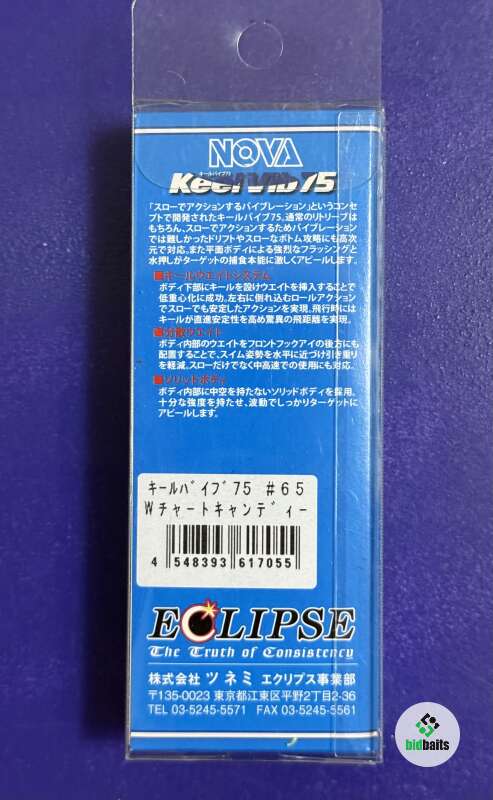 NOVA
キールバイブ75
Keel Vib 75
「スローでアクションするバイブレーション」というコンセ
プトで開発されたキールバイブ75。通常のリトリーブは
もちろん、スローでアクションするためバイブレーション
では難しかったドリフトやスローなボトム攻略にも高次
元で対応。また平面ボディによる強烈なフラッシングと
水押しがターゲットの捕食本能に激しくアピールします。
■キールウエイトシステム
ボディ下部にキールを設けウエイトを挿入することで
低重心化に成功。左右に倒れ込むロールアクション
でスローでも安定したアクションを実現。飛行時には
キールが直進安定性を高め驚異の飛距離を実現。
■分散ウエイト
ボディ内部のウエイトをフロントフックアイの後方にも
配置することで、スイム姿勢を水平に近づけ引き重り
を軽減。スローだけでなく中高速での使用にも対応。
■ソリッドボディ
ボディ内部に中空を持たないソリッドボディを採用。
十分な強度を持たせ、波動でしっかりターゲットに
アピールします。
キールバイブ75 #65
Wチャートキャンディー
4 548393 617055
ECLIPSE
The Truth of Consistency
株式会社 ツネミ エクリプス事業部
〒135-0023 東京都江東区平野2丁目2-36
TEL 03-5245-5571 FAX 03-5245-5561
bidbaits